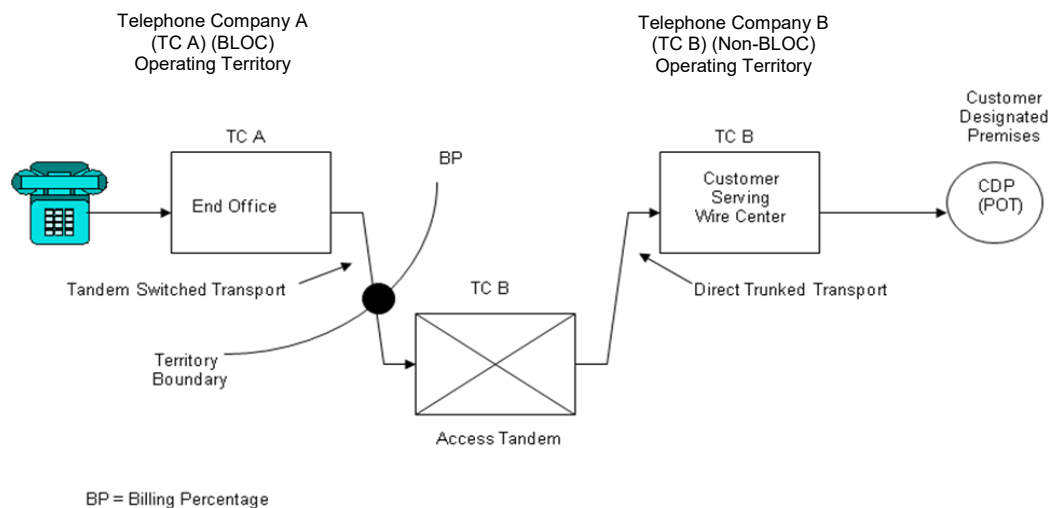 Telephone Company A
(TC A) (BLOC)
Operating Territory
Telephone Company B
(TC B) (Non-BLOC)
Operating Territory
Customer
Designated
Premises
TC A
BP
TC B
End Office
Customer
Serving
Wire Center
CDP
(POT)
Tandem Switched Transport
TC B
Direct Trunked Transport
Territory
Boundary
Access Tandem
BP = Billing Percentage